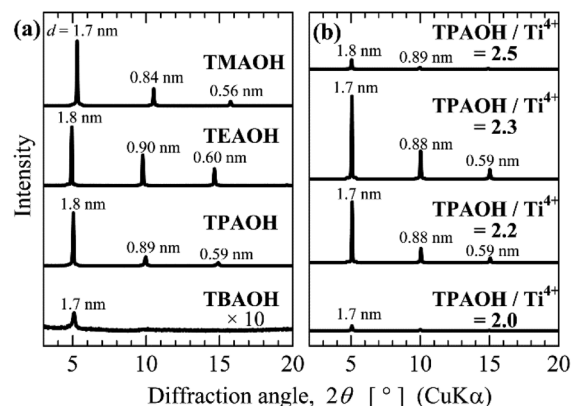 (a)
d = 1.7 nm
0.84 nm
0.56 nm
TMAOH
1.8 nm
0.90 nm
0.60 nm
TEAOH
1.8 nm
0.89 nm
0.59 nm
TPAOH
1.7 nm
TBAOH
× 10
5 10 15 20
(b)
TPAOH / Ti⁴⁺
= 2.5
1.8 nm
0.89 nm
TPAOH / Ti⁴⁺
= 2.3
1.7 nm
0.88 nm
0.59 nm
TPAOH / Ti⁴⁺
= 2.2
1.7 nm
0.88 nm
0.59 nm
TPAOH / Ti⁴⁺
= 2.0
1.7 nm
5 10 15 20
Intensity
Diffraction angle, 2θ [ ° ] (CuKα)